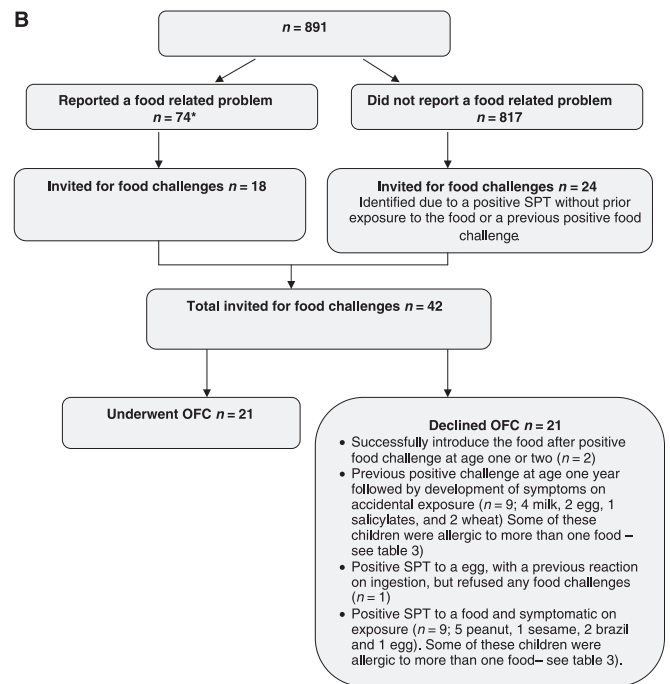 B
n = 891
Reported a food related problem
n = 74*
Did not report a food related problem
n = 817
Invited for food challenges n = 18
Invited for food challenges n = 24
Identified due to a positive SPT without prior
exposure to the food or a previous positive food
challenge.
Total invited for food challenges n = 42
Underwent OFC n = 21
Declined OFC n = 21
• Successfully introduce the food after positive
food challenge at age one or two (n = 2)
• Previous positive challenge at age one year
followed by development of symptoms on
accidental exposure (n = 9; 4 milk, 2 egg, 1
salicylates, and 2 wheat) Some of these
children were allergic to more than one food –
see table 3)
• Positive SPT to a egg, with a previous reaction
on ingestion, but refused any food challenges
(n = 1)
• Positive SPT to a food and symptomatic on
exposure (n = 9; 5 peanut, 1 sesame, 2 brazil
and 1 egg). Some of these children were
allergic to more than one food– see table 3).